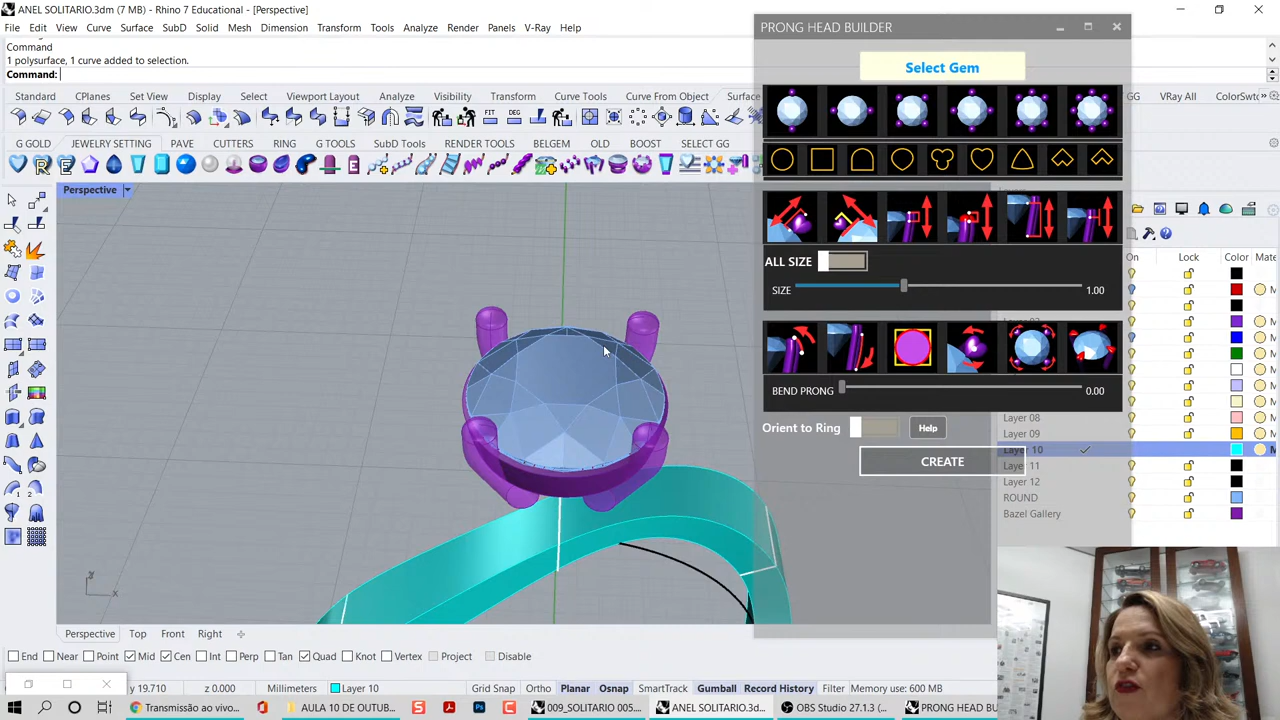 ANEL SOLITARIO.3dm (7 MB) - Rhino 7 Educational - [Perspective]
File Edit View Curve Surface SubD Solid Mesh Dimension Transform Tools Analyze Render Panels V-Ray Help
Command
1 polysurface, 1 curve added to selection.
Command:
Standard CPlanes Set View Display Select Viewport Layout Analyze Visibility Transform Curve Tools Curve From Object Surface
GG VRay All ColorSwtc
G GOLD JEWELRY SETTING PAVE CUTTERS RING G TOOLS SubD Tools RENDER TOOLS BELGEM OLD BOOST SELECT GG
Perspective
PRONG HEAD BUILDER
Select Gem
ALL SIZE
SIZE 1.00
BEND PRONG 0.00
Orient to Ring Help
CREATE
On Lock Color Mate
Layer 08
Layer 09
Layer 10
Layer 11
Layer 12
ROUND
Bazel Gallery
y
x
Perspective Top Front Right
End Near Point Mid Cen Int Perp Tan Quad Knot Vertex Project Disable
y 19.710 z 0.000 Millimeters Layer 10 Grid Snap Ortho Planar Osnap SmartTrack Gumball Record History Filter Memory use: 600 MB
Transmissão ao vivo... AULA 10 DE OUTUB... 009_SOLITARIO 005.... ANEL SOLITARIO.3d... OBS Studio 27.1.3 (... PRONG HEAD BUIL